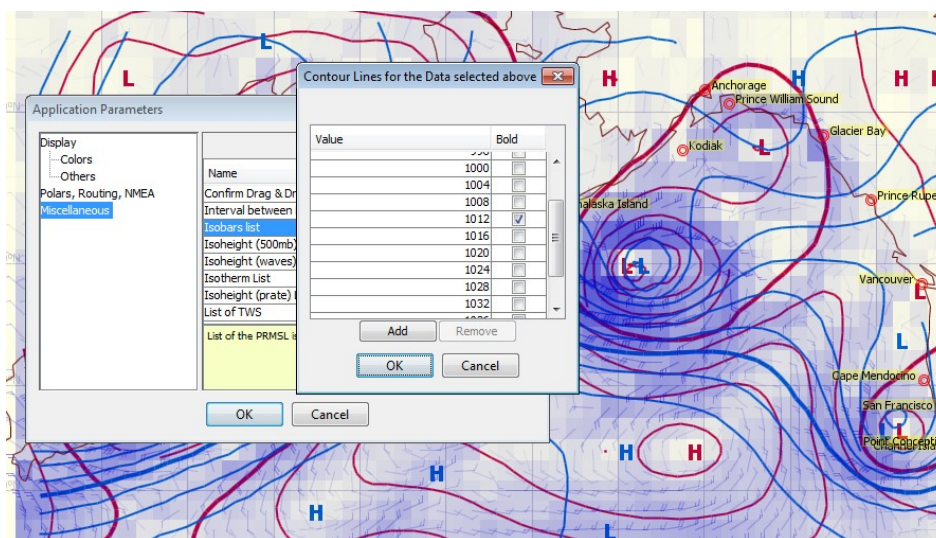 Application Parameters
Display
Colors
Others
Polars, Routing, NMEA
Miscellaneous
Name
Confirm Drag & Dr
Interval between
Isobars list
Isoheight (500mb)
Isoheight (waves)
Isotherm List
Isoheight (prate)
List of TWS
List of the PRMSL is
OK Cancel
Contour Lines for the Data selected above
Value Bold
1000
1004
1008
1012
1016
1020
1024
1028
1032
Add Remove
OK Cancel
L
L
H
H
H
Anchorage
Prince William Sound
Glacier Bay
Kodiak
L
Prince Rupe
nalaska Island
L L
Vancouver
L
L
Cape Mendocino
San Francisco
L
Point Concepti
H
H
H
H
L